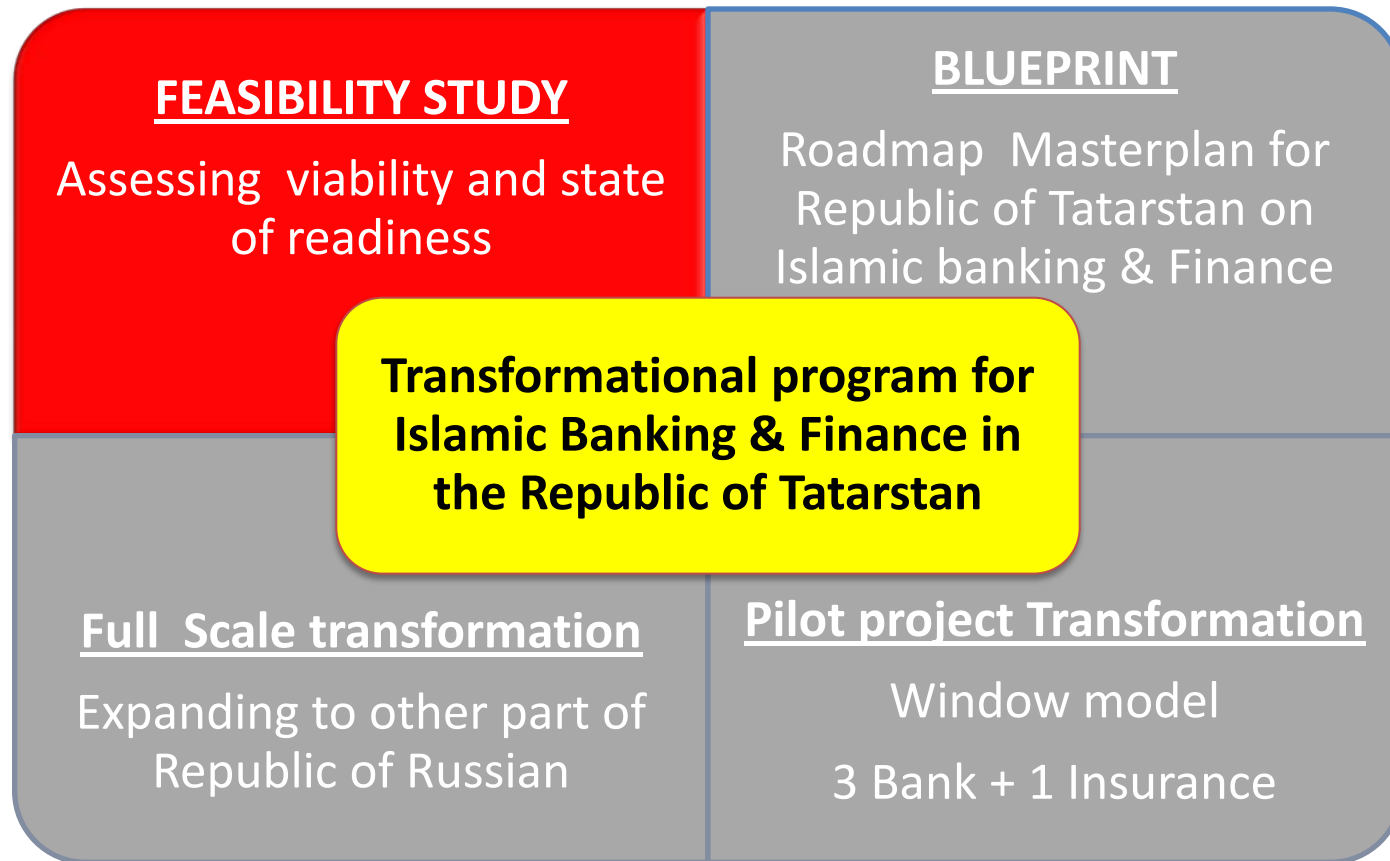 FEASIBILITY STUDY
Assessing  viability and state
of readiness
BLUEPRINT
Roadmap  Masterplan for
Republic of Tatarstan on
Islamic banking & Finance
Transformational program for
Islamic Banking & Finance in
the Republic of Tatarstan
Full  Scale transformation
Expanding to other part of
Republic of Russian
Pilot project Transformation
Window model
3 Bank + 1 Insurance